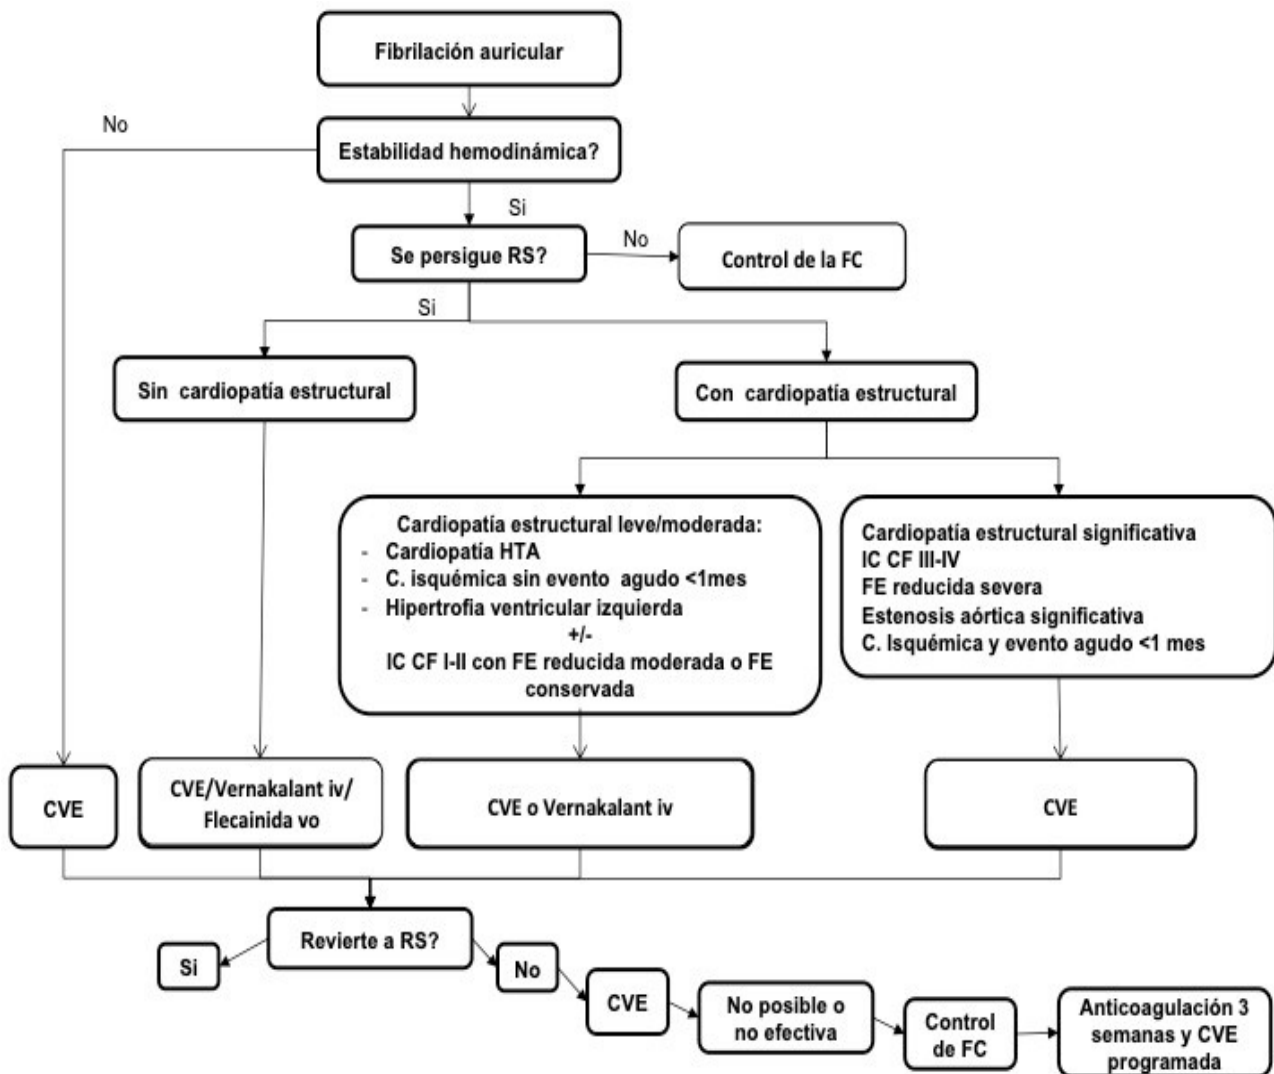 Fibrilación auricular
No
Estabilidad hemodinámica?
Si
Se persigue RS?
No
Control de la FC
Si
Sin cardiopatía estructural
Con cardiopatía estructural
Cardiopatía estructural leve/moderada:
- Cardiopatía HTA
- C. isquémica sin evento agudo <1mes
- Hipertrofia ventricular izquierda
+/-
IC CF I-II con FE reducida moderada o FE
conservada
Cardiopatía estructural significativa
IC CF III-IV
FE reducida severa
Estenosis aórtica significativa
C. Isquémica y evento agudo <1 mes
CVE
CVE/Vernakalant iv/
Flecainida vo
CVE o Vernakalant iv
CVE
Revierte a RS?
Si
No
CVE
No posible o
no efectiva
Control
de FC
Anticoagulación 3
semanas y CVE
programada